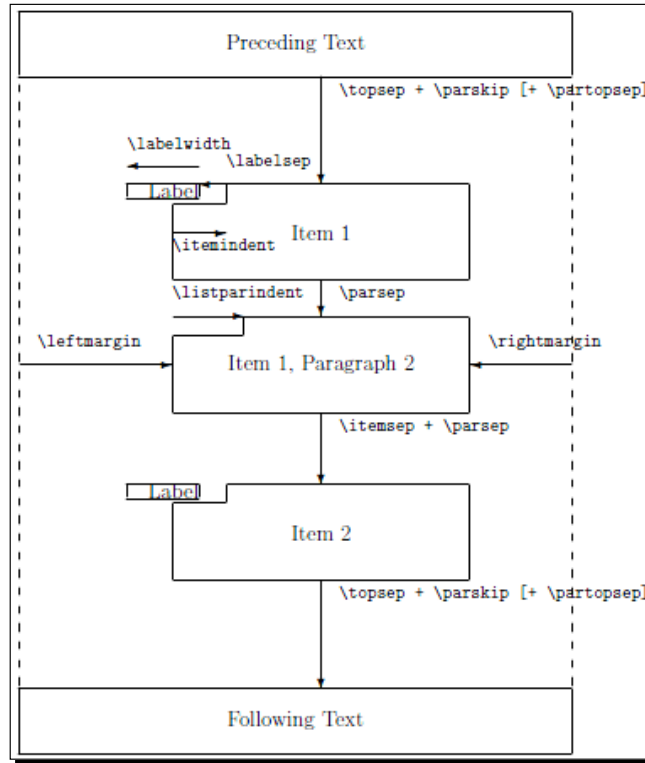 Preceding Text
\topsep + \parskip [+ \partopsep]
\labelwidth
\labelsep
Label
Item 1
\itemindent
\listparindent
\parsep
\leftmargin
\rightmargin
Item 1, Paragraph 2
\itemsep + \parsep
Label
Item 2
\topsep + \parskip [+ \partopsep]
Following Text